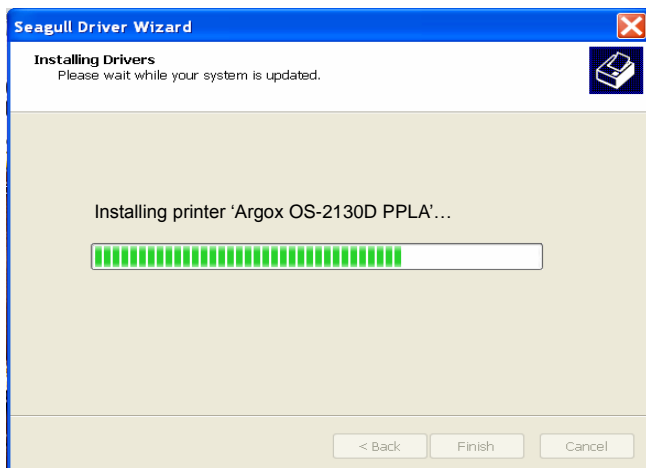 Seagull Driver Wizard
Installing Drivers
Please wait while your system is updated.
Installing printer ‘Argox OS-2130D PPLA’…
< Back
Finish
Cancel